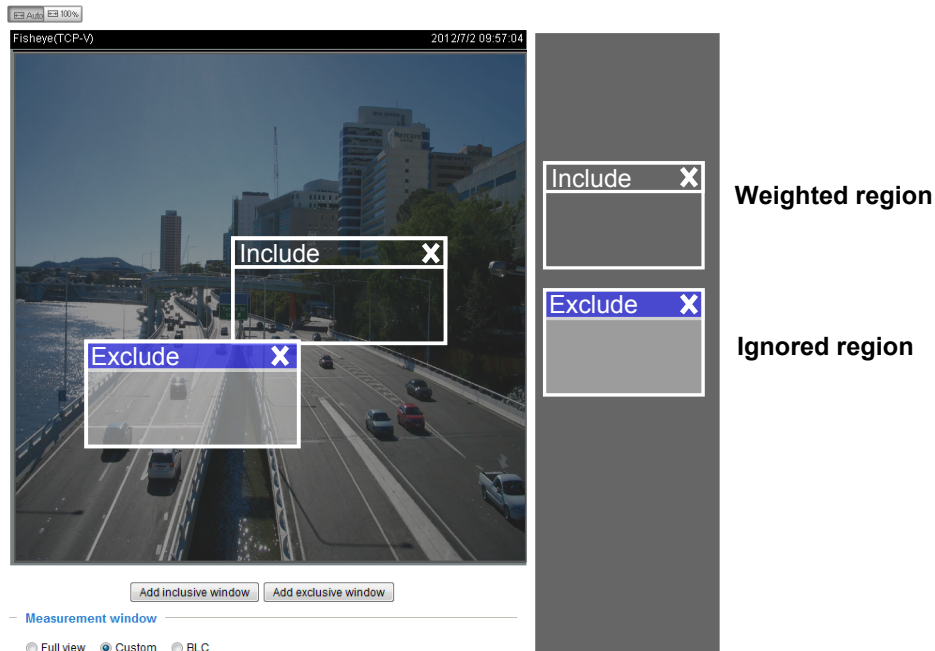 Auto 100%
Fisheye(TCP-V) 2012/7/2 09:57:04
Mercure
Include
Weighted region
Include
Exclude
Exclude
Ignored region
Add inclusive window Add exclusive window
Measurement window
Full view Custom BLC